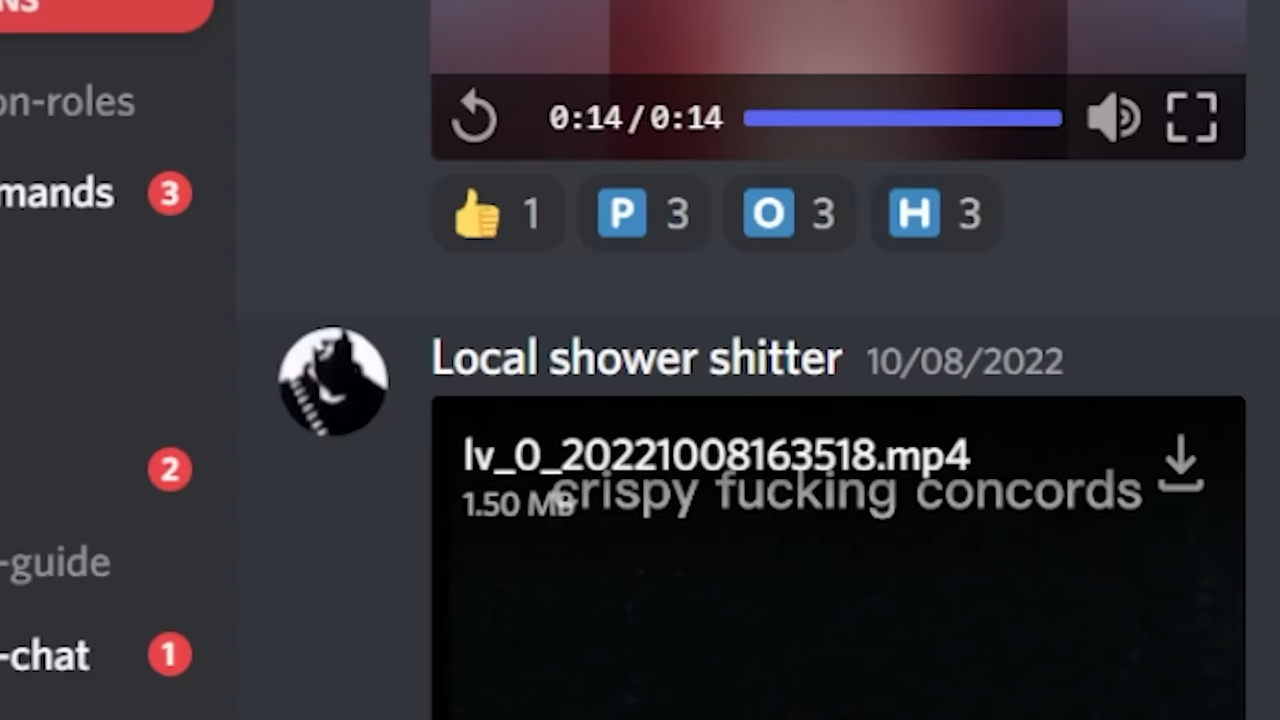 NS
on-roles
mands 3
2
-guide
-chat 1
0:14/0:14
👍 1 P 3 O 3 H 3
Local shower shitter 10/08/2022
lv_0_20221008163518.mp4
1.50 MB
crispy fucking concords